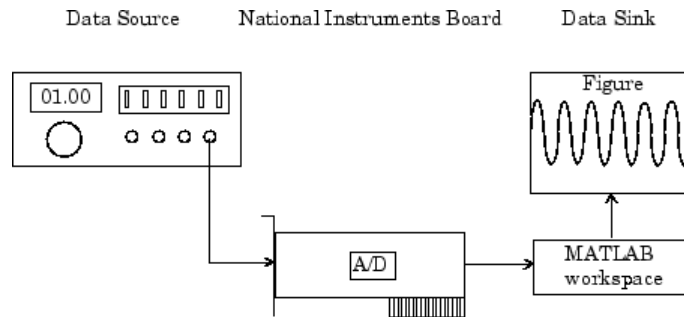 Data Source
National Instruments Board
Data Sink
01.00
Figure
A/D
MATLAB
workspace